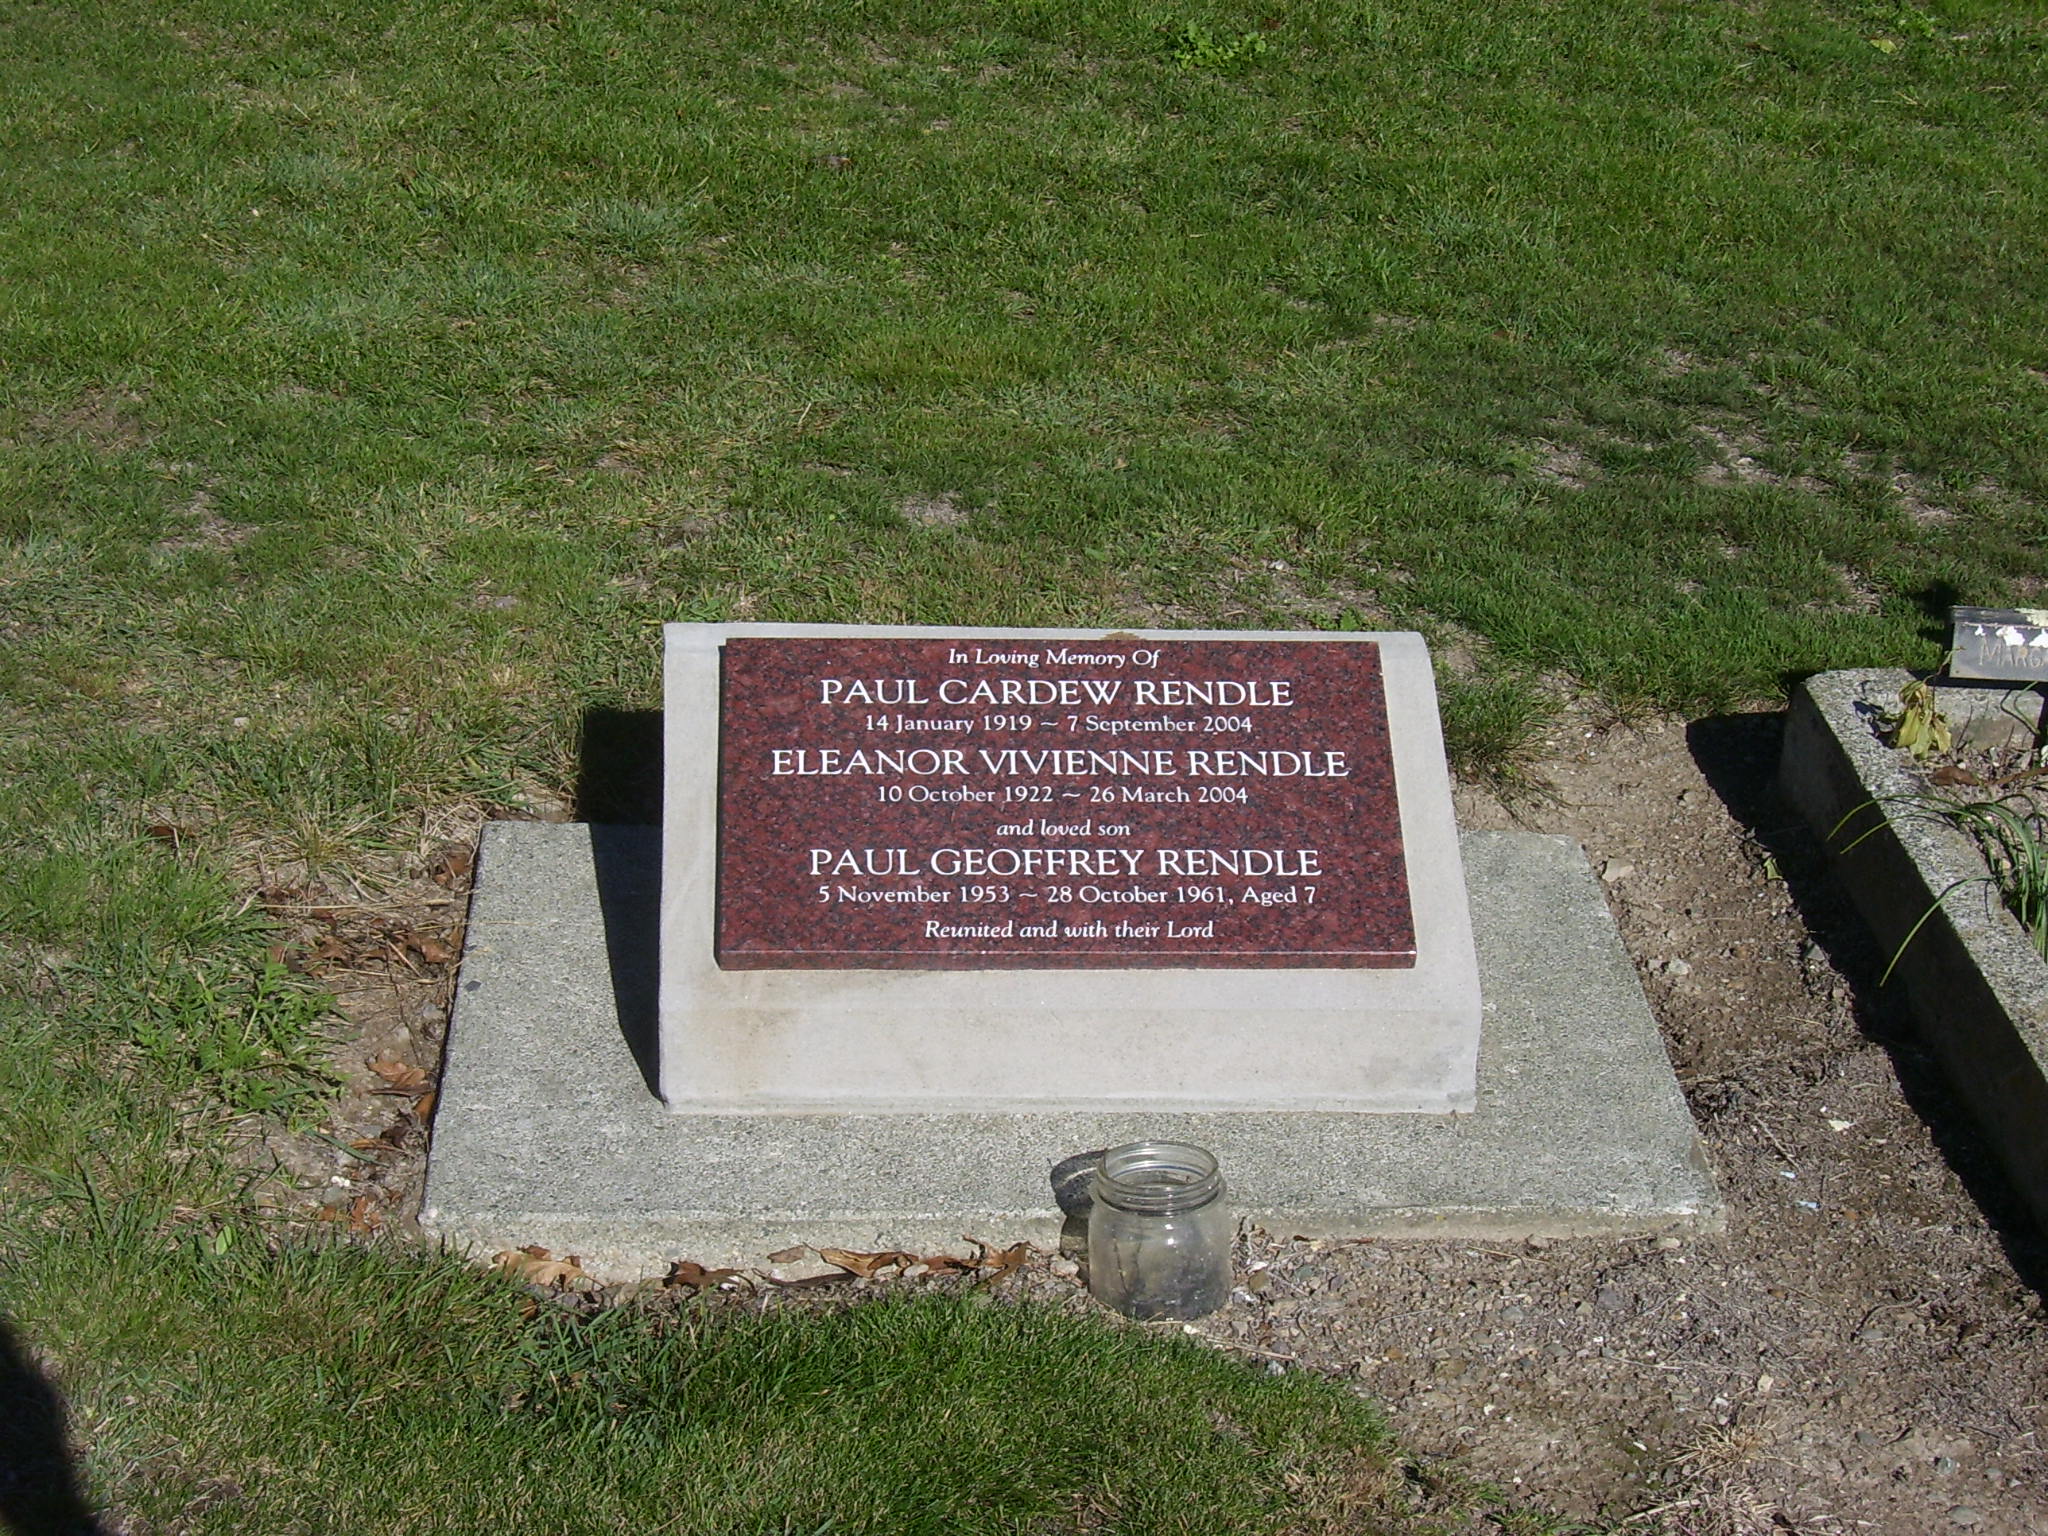 In Loving Memory Of
PAUL CARDEW RENDLE
14 January 1919 ~ 7 September 2004
ELEANOR VIVIENNE RENDLE
10 October 1922 ~ 26 March 2004
and loved son
PAUL GEOFFREY RENDLE
5 November 1953 ~ 28 October 1961, Aged 7
Reunited and with their Lord